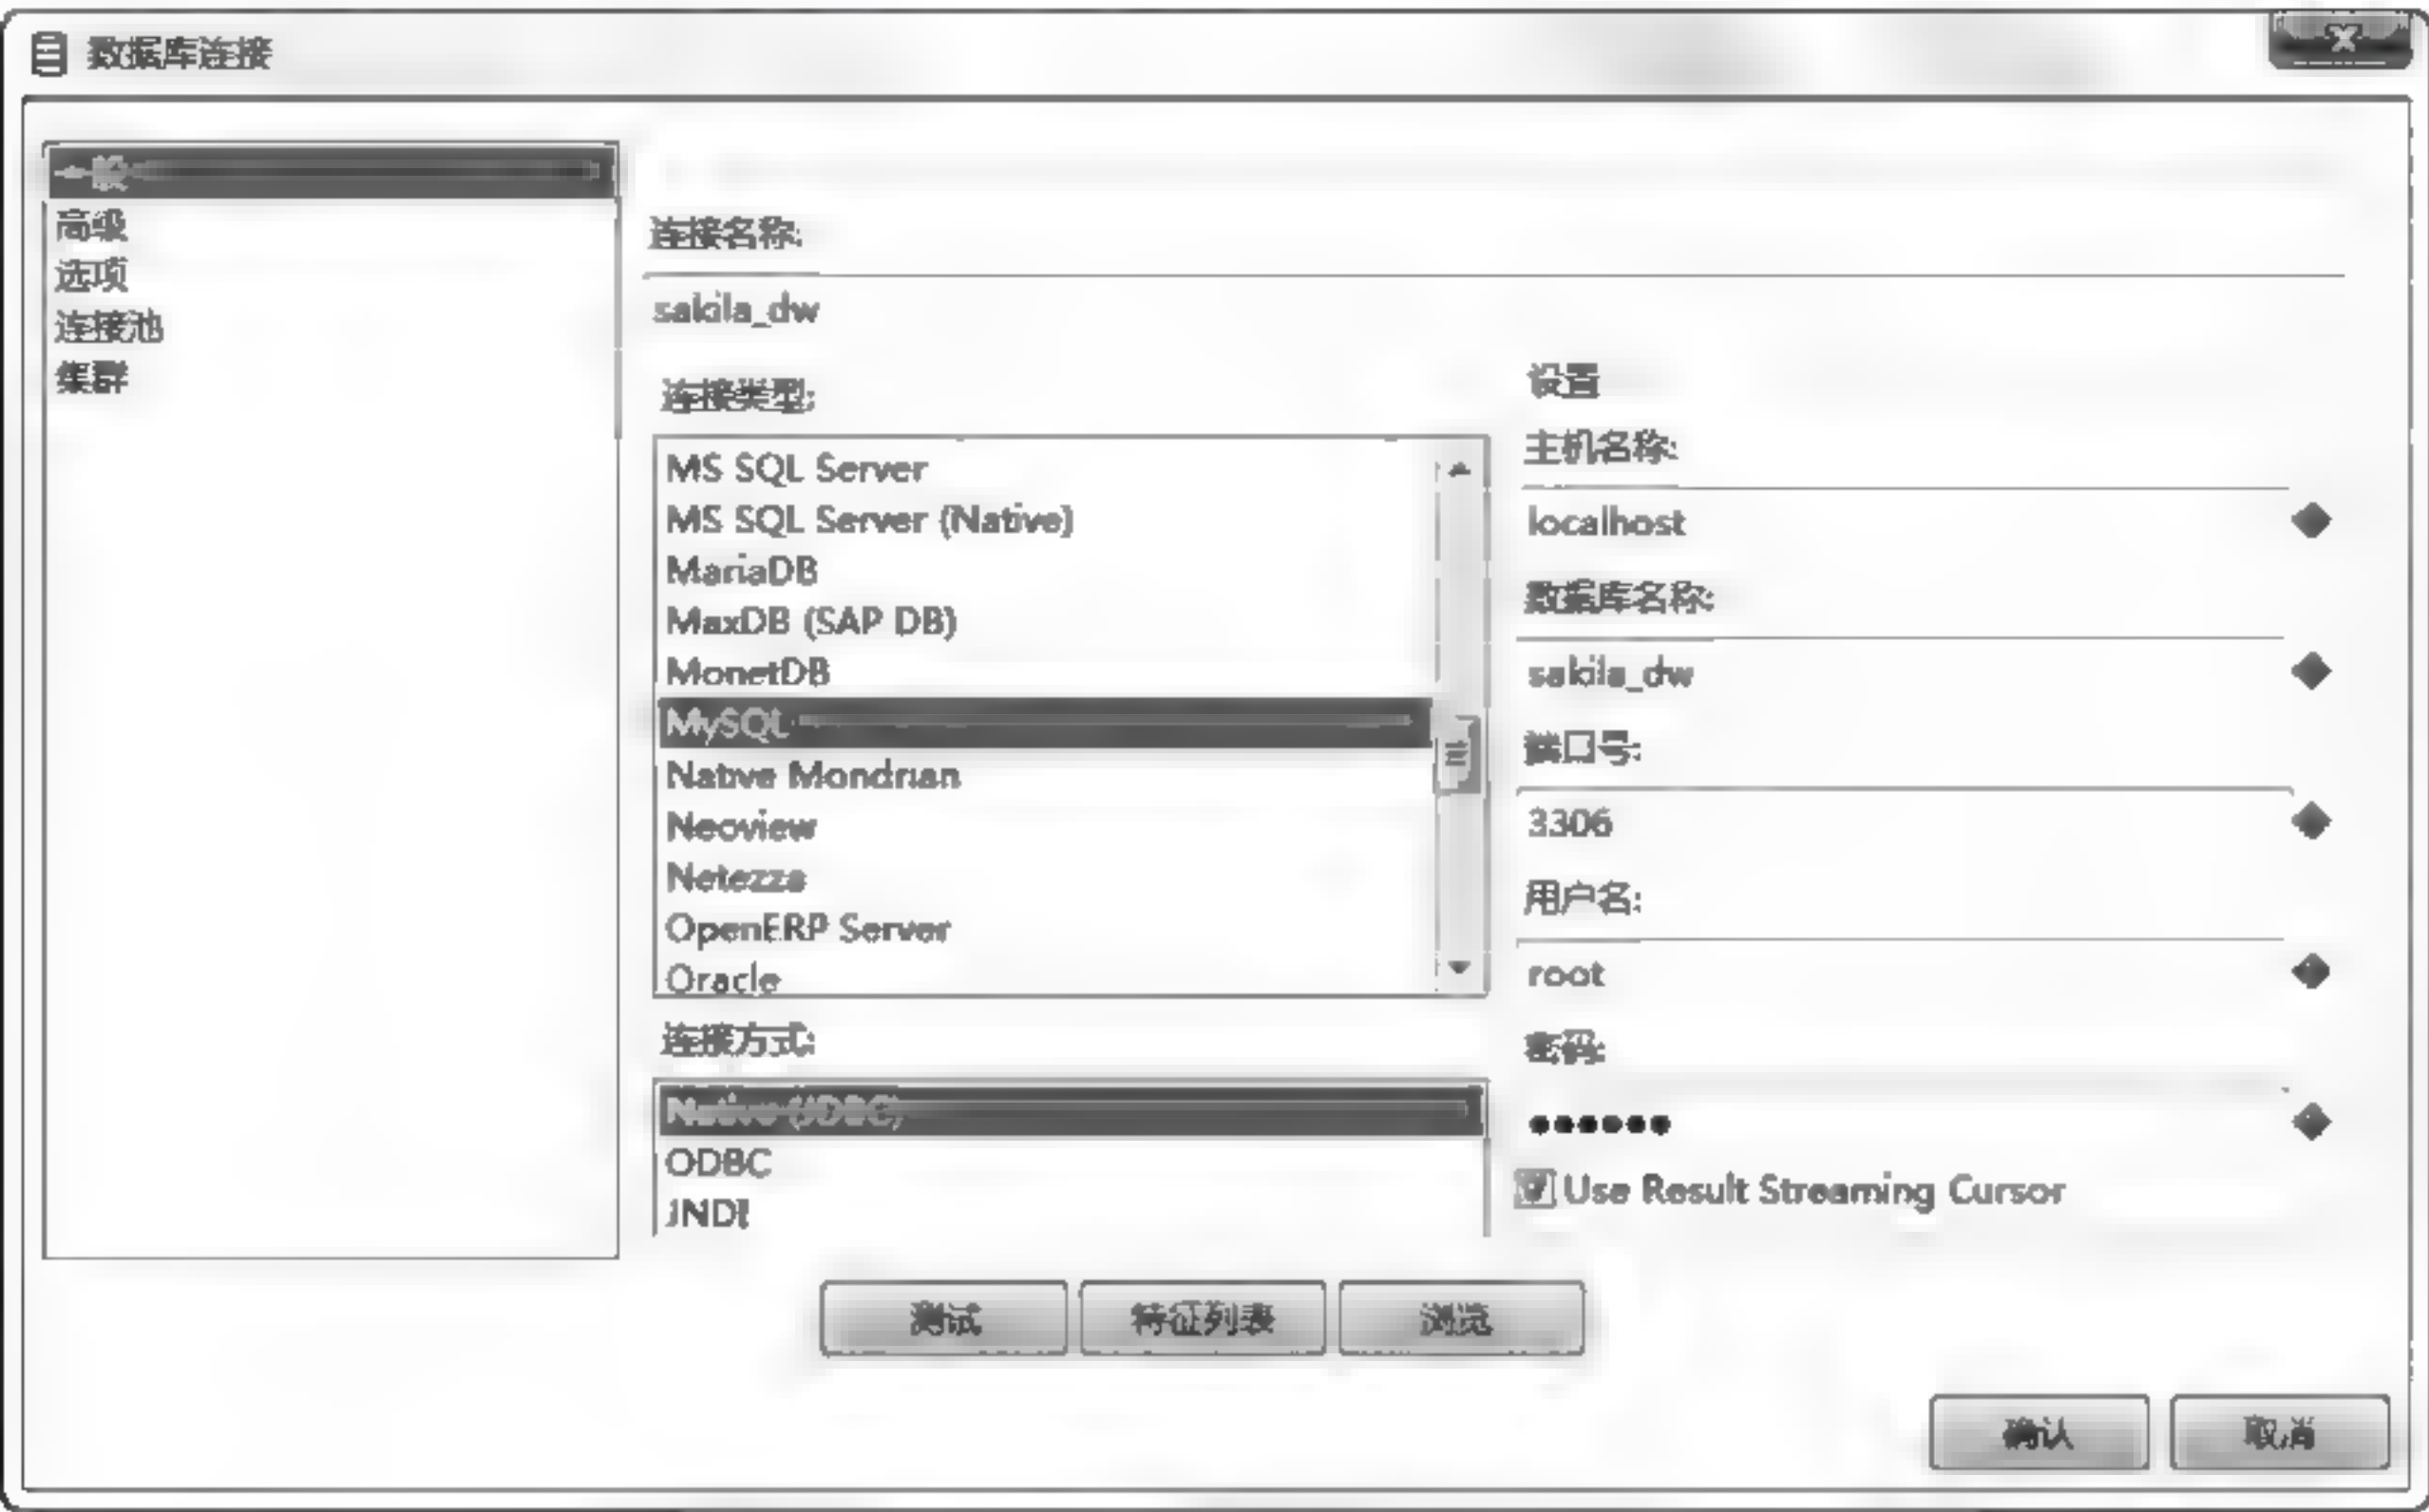 数据库连接
一般
高级
选项
连接池
集群
连接名称:
sakila_dw
连接类型:
MS SQL Server
MS SQL Server (Native)
MariaDB
MaxDB (SAP DB)
MonetDB
MySQL
Native Mondrian
Neoview
Netezza
OpenERP Server
Oracle
连接方式:
Native (JDBC)
ODBC
JNDI
设置
主机名称:
localhost
数据库名称:
sakila_dw
端口号:
3306
用户名:
root
密码:
●●●●●●
Use Result Streaming Cursor
测试
特征列表
浏览
确认
取消